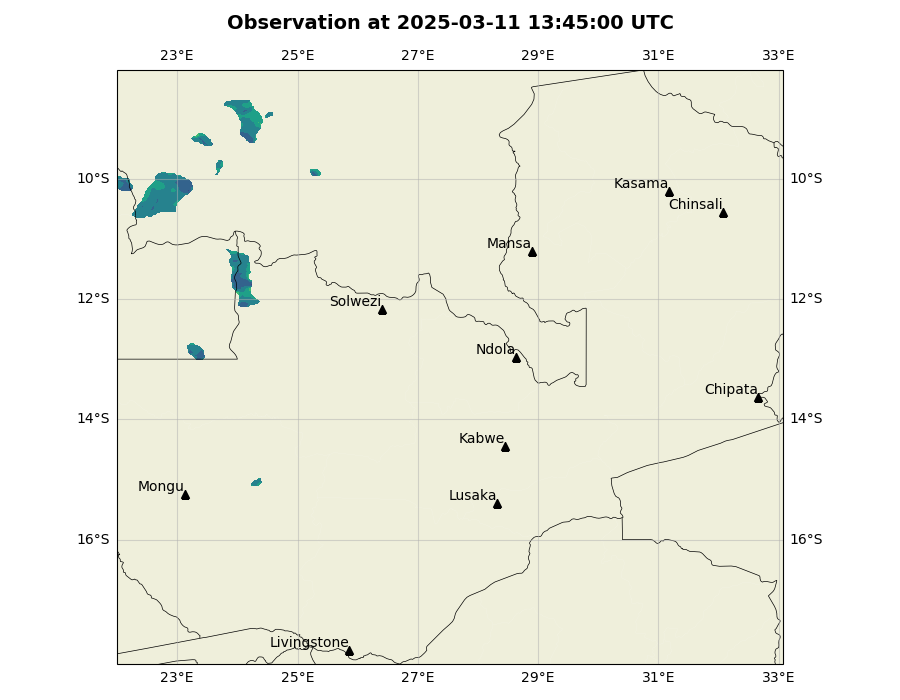 Observation at 2025-03-11 13:45:00 UTC
23°E 25°E 27°E 29°E 31°E 33°E
10°S 10°S
Kasama
Chinsali
Mansa
12°S 12°S
Solwezi
Ndola
Chipata
14°S 14°S
Kabwe
Mongu
Lusaka
16°S 16°S
Livingstone
23°E 25°E 27°E 29°E 31°E 33°E